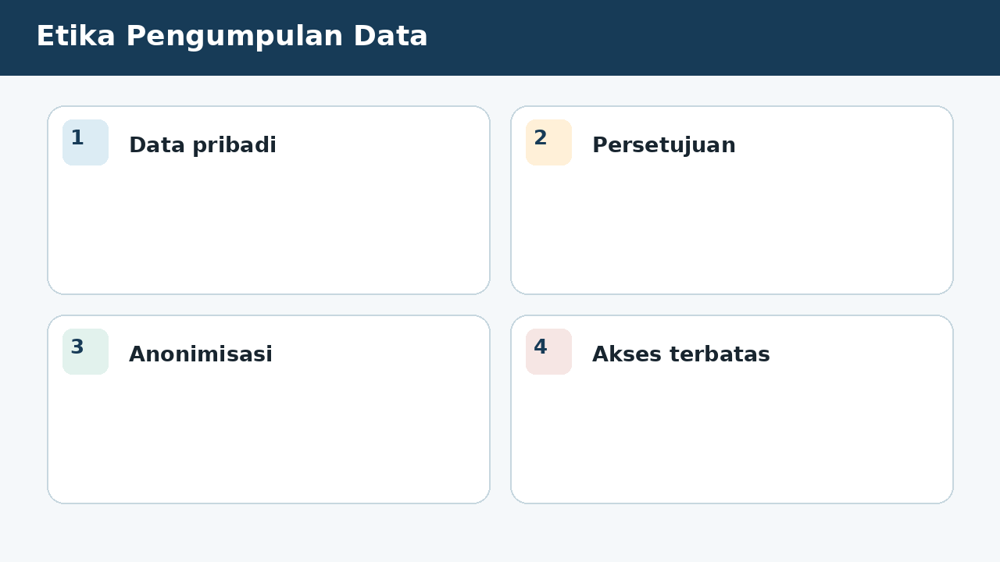 Etika Pengumpulan Data
1
Data pribadi
2
Persetujuan
3
Anonimisasi
4
Akses terbatas